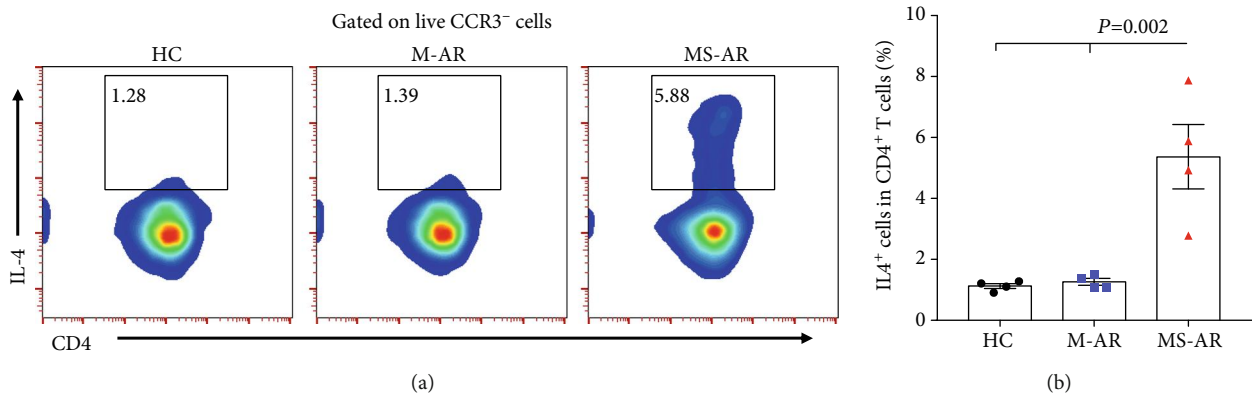 Gated on live CCR3⁻ cells
HC
M-AR
MS-AR
1.28
1.39
5.88
IL-4
CD4
(a)
P=0.002
IL4⁺ cells in CD4⁺ T cells (%)
10
8
6
4
2
0
HC
M-AR
MS-AR
(b)